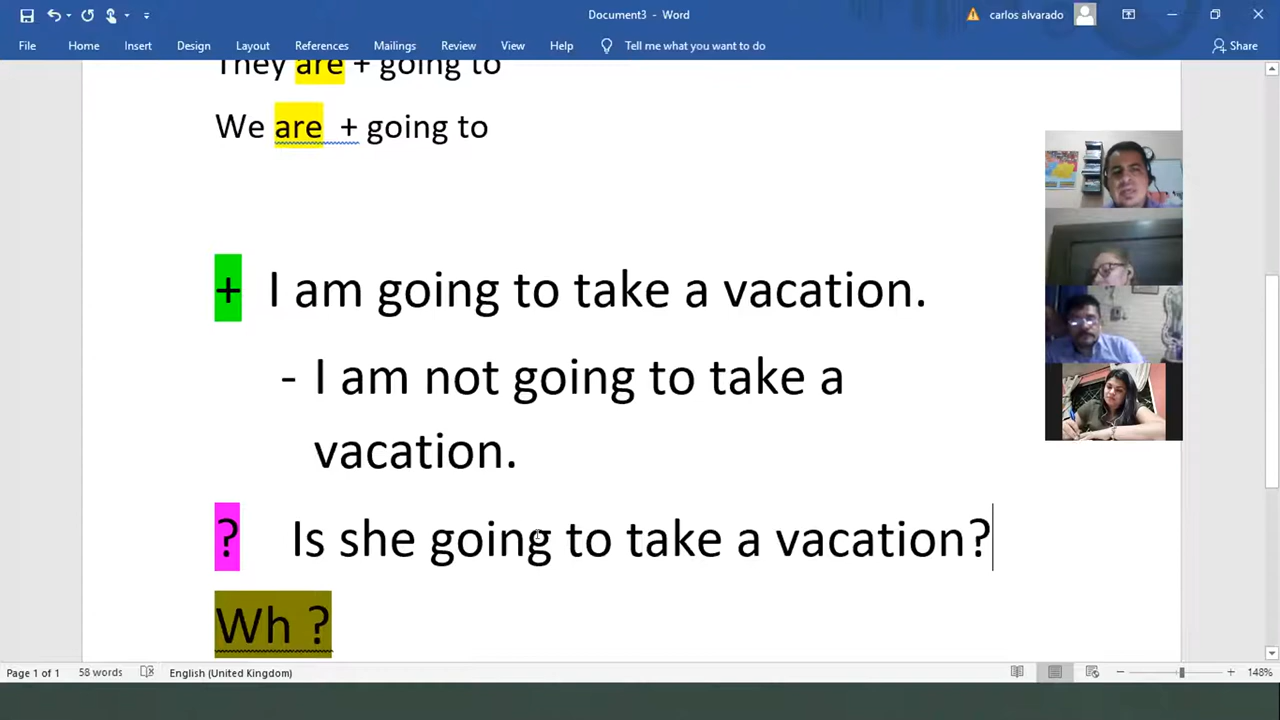 Document3 - Word
carlos alvarado
File Home Insert Design Layout References Mailings Review View Help Tell me what you want to do Share
They are + going to
We are + going to
+ I am going to take a vacation.
- I am not going to take a
vacation.
? Is she going to take a vacation?
Wh ?
Page 1 of 1 58 words English (United Kingdom) 148%